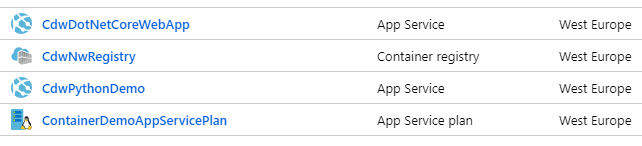 CdwDotNetCoreWebApp App Service West Europe
CdwNwRegistry Container registry West Europe
CdwPythonDemo App Service West Europe
ContainerDemoAppServicePlan App Service plan West Europe